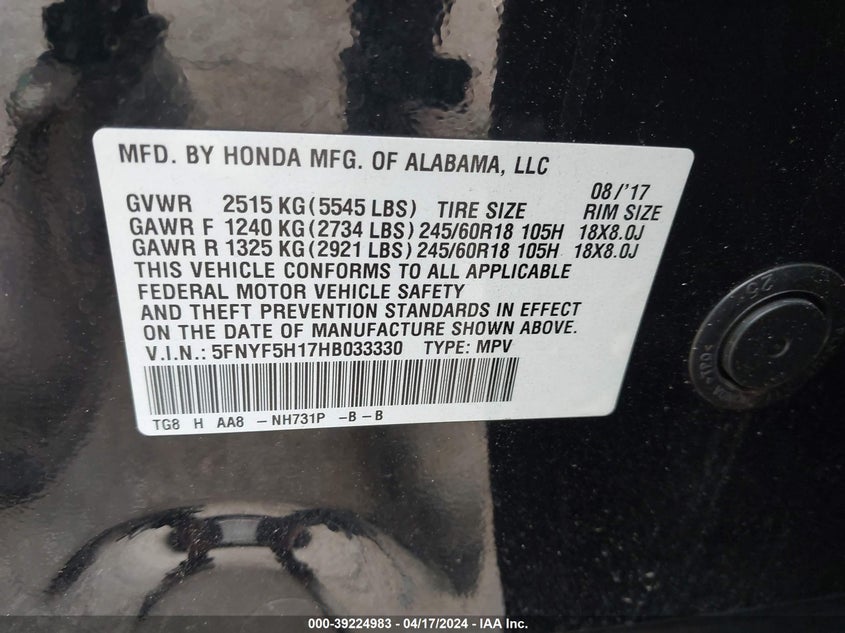 MFD. BY HONDA MFG. OF ALABAMA, LLC
08/'17
GVWR 2515 KG (5545 LBS) TIRE SIZE RIM SIZE
GAWR F 1240 KG (2734 LBS) 245/60R18 105H 18X8.0J
GAWR R 1325 KG (2921 LBS) 245/60R18 105H 18X8.0J
THIS VEHICLE CONFORMS TO ALL APPLICABLE
FEDERAL MOTOR VEHICLE SAFETY
AND THEFT PREVENTION STANDARDS IN EFFECT
ON THE DATE OF MANUFACTURE SHOWN ABOVE.
V.I.N.: 5FNYF5H17HB033330 TYPE: MPV
TG8 H AA8 - NH731P -B - B
25
000-39224983 - 04/17/2024 - IAA Inc.